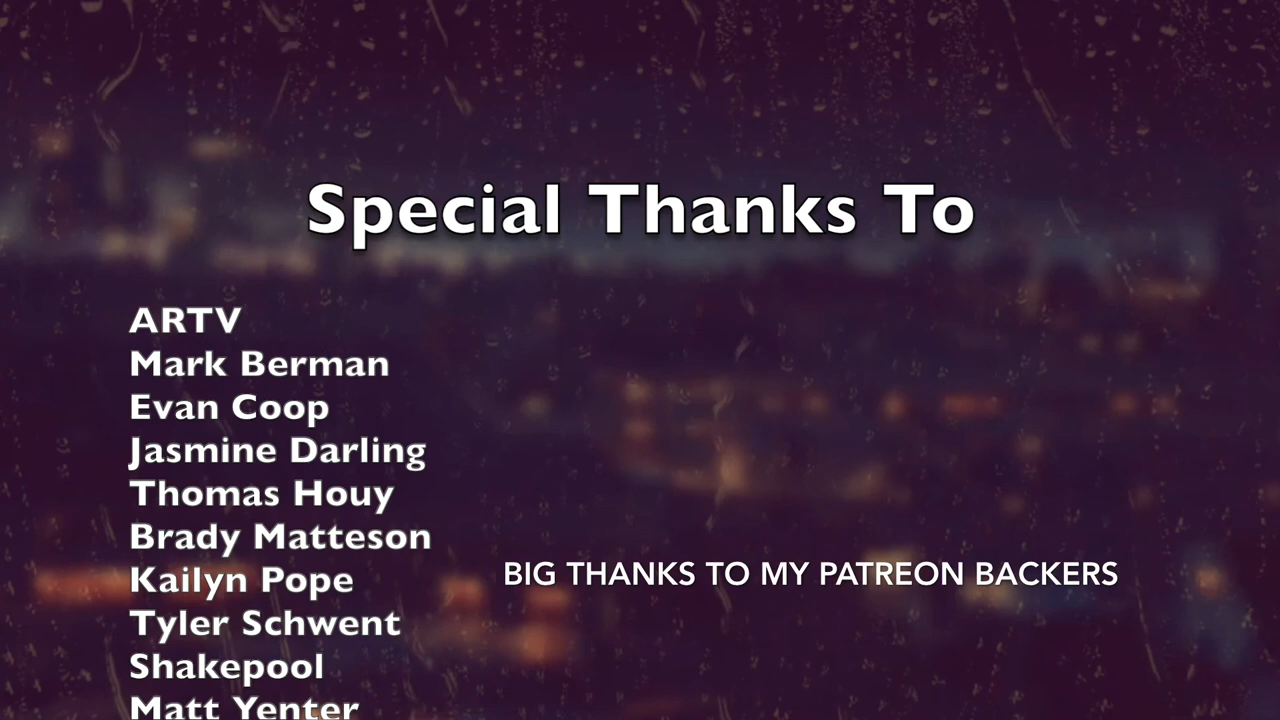 Special Thanks To
ARTV
Mark Berman
Evan Coop
Jasmine Darling
Thomas Houy
Brady Matteson
Kailyn Pope
Tyler Schwent
Shakepool
Matt Yenter
BIG THANKS TO MY PATREON BACKERS